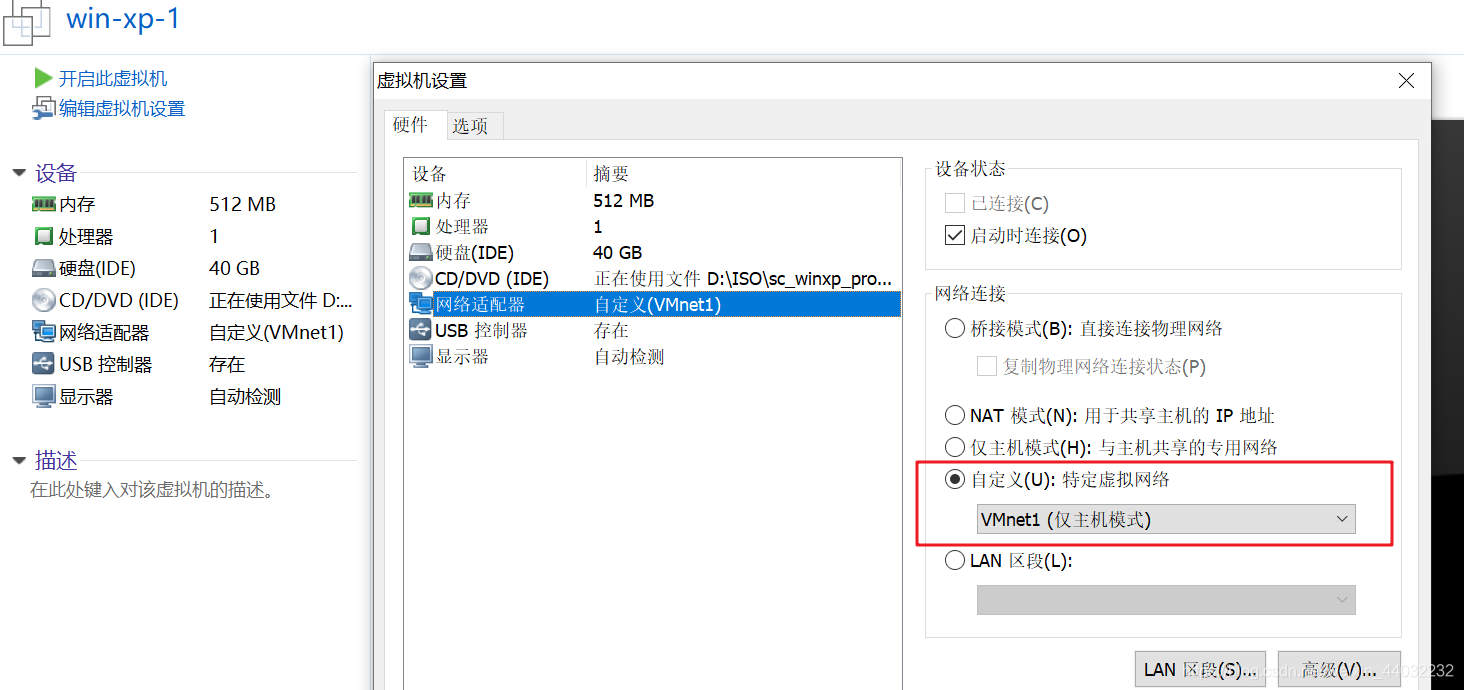 win-xp-1
开启此虚拟机
编辑虚拟机设置
设备
内存 512 MB
处理器 1
硬盘(IDE) 40 GB
CD/DVD (IDE) 正在使用文件 D:...
网络适配器 自定义(VMnet1)
USB 控制器 存在
显示器 自动检测
描述
在此处键入对该虚拟机的描述。
虚拟机设置
硬件 选项
设备 摘要
内存 512 MB
处理器 1
硬盘(IDE) 40 GB
CD/DVD (IDE) 正在使用文件 D:\ISO\sc_winxp_pro...
网络适配器 自定义(VMnet1)
USB 控制器 存在
显示器 自动检测
设备状态
已连接(C)
启动时连接(O)
网络连接
桥接模式(B): 直接连接物理网络
复制物理网络连接状态(P)
NAT 模式(N): 用于共享主机的 IP 地址
仅主机模式(H): 与主机共享的专用网络
自定义(U): 特定虚拟网络
VMnet1 (仅主机模式)
LAN 区段(L):
LAN 区段(S)... 高级(V)...